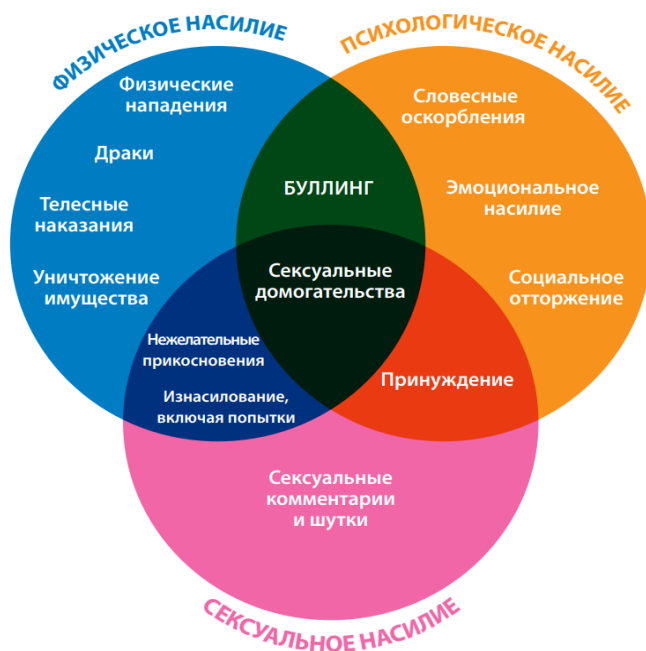 ФИЗИЧЕСКОЕ НАСИЛИЕ
ПСИХОЛОГИЧЕСКОЕ НАСИЛИЕ
Физические
нападения
Драки
Телесные
наказания
Уничтожение
имущества
БУЛЛИНГ
Словесные
оскорбления
Эмоциональное
насилие
Социальное
отторжение
Сексуальные
домогательства
Нежелательные
прикосновения
Изнасилование,
включая попытки
Принуждение
Сексуальные
комментарии
и шутки
СЕКСУАЛЬНОЕ НАСИЛИЕ